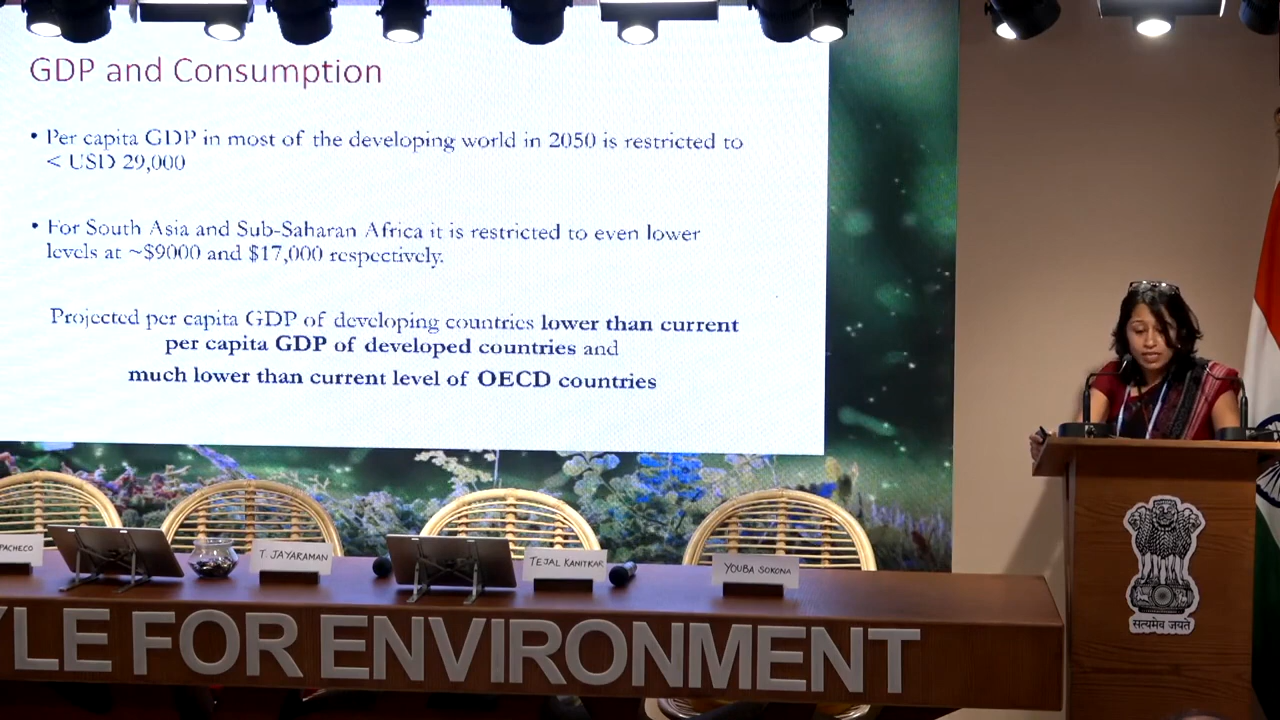 GDP and Consumption
• Per capita GDP in most of the developing world in 2050 is restricted to
< USD 29,000
• For South Asia and Sub-Saharan Africa it is restricted to even lower
levels at ~$9000 and $17,000 respectively.
Projected per capita GDP of developing countries lower than current
per capita GDP of developed countries and
much lower than current level of OECD countries
PACHECO
T. JAYARAMAN
TEJAL KANITKAR
YOUBA SOKONA
YLE FOR ENVIRONMENT
सत्यमेव जयते